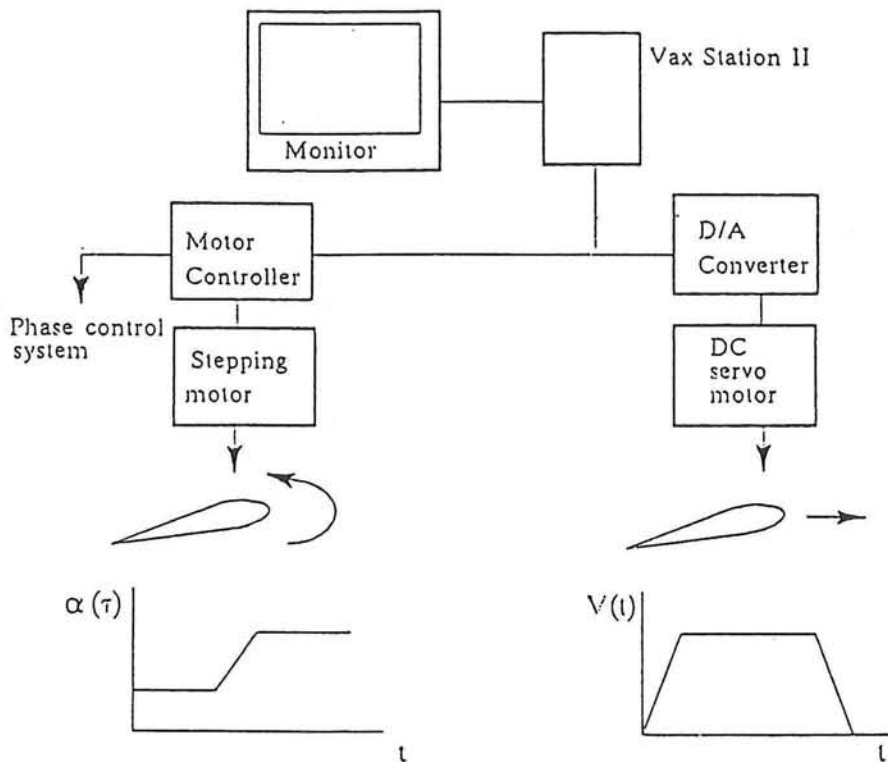 Vax Station II
Monitor
Motor
Controller
D/A
Converter
Phase control
system
Stepping
motor
DC
servo
motor
α (τ)
t
V(t)
t